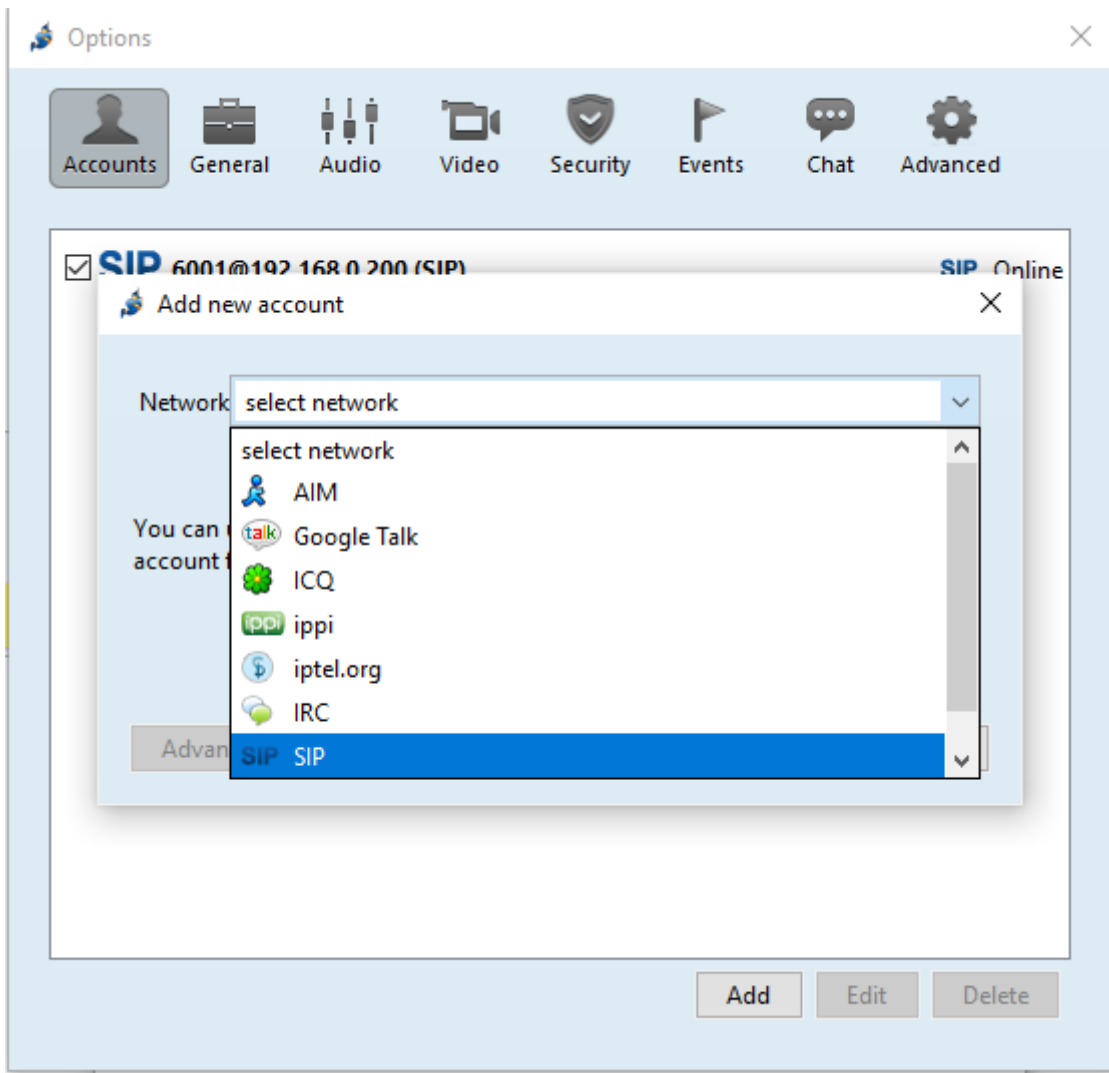 Options
Accounts General Audio Video Security Events Chat Advanced
SIP 6001@192.168.0.200 (SIP) SIP Online
Add new account
Network select network
select network
AIM
You can
talk Google Talk
account
ICQ
ippi ippi
iptel.org
IRC
Advan
SIP SIP
Add Edit Delete